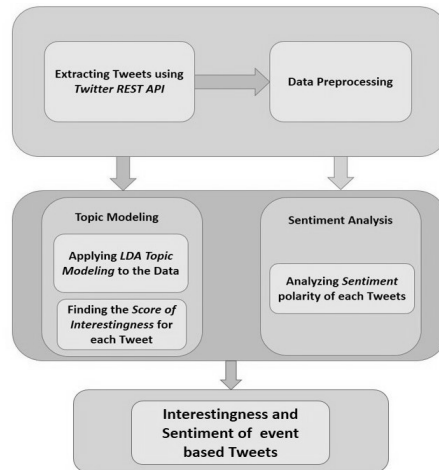 Extracting Tweets using
Twitter REST API
Data Preprocessing
Topic Modeling
Applying LDA Topic
Modeling to the Data
Finding the Score of
Interestingness for
each Tweet
Sentiment Analysis
Analyzing Sentiment
polarity of each Tweets
Interestingness and
Sentiment of event
based Tweets